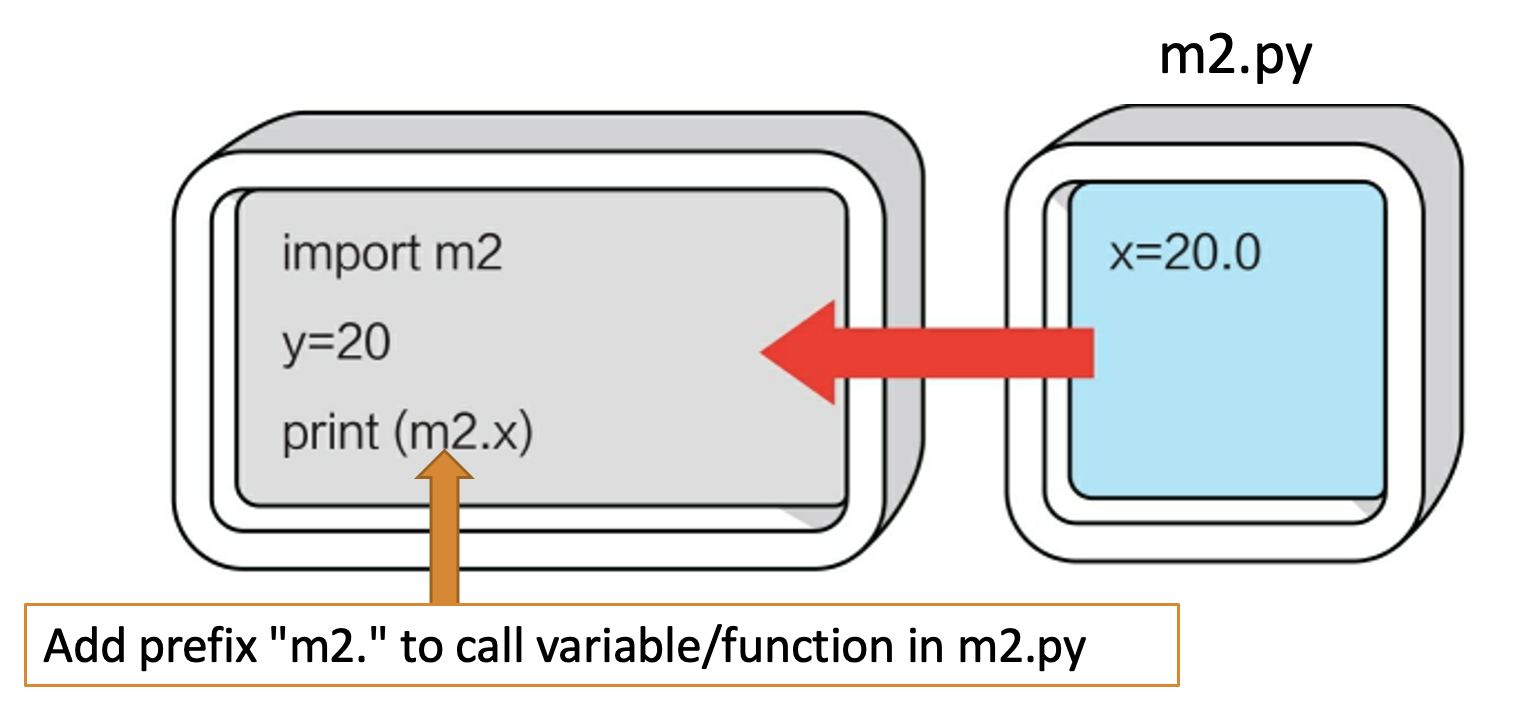 m2.py
import m2
y=20
print (m2.x)
x=20.0
Add prefix "m2." to call variable/function in m2.py